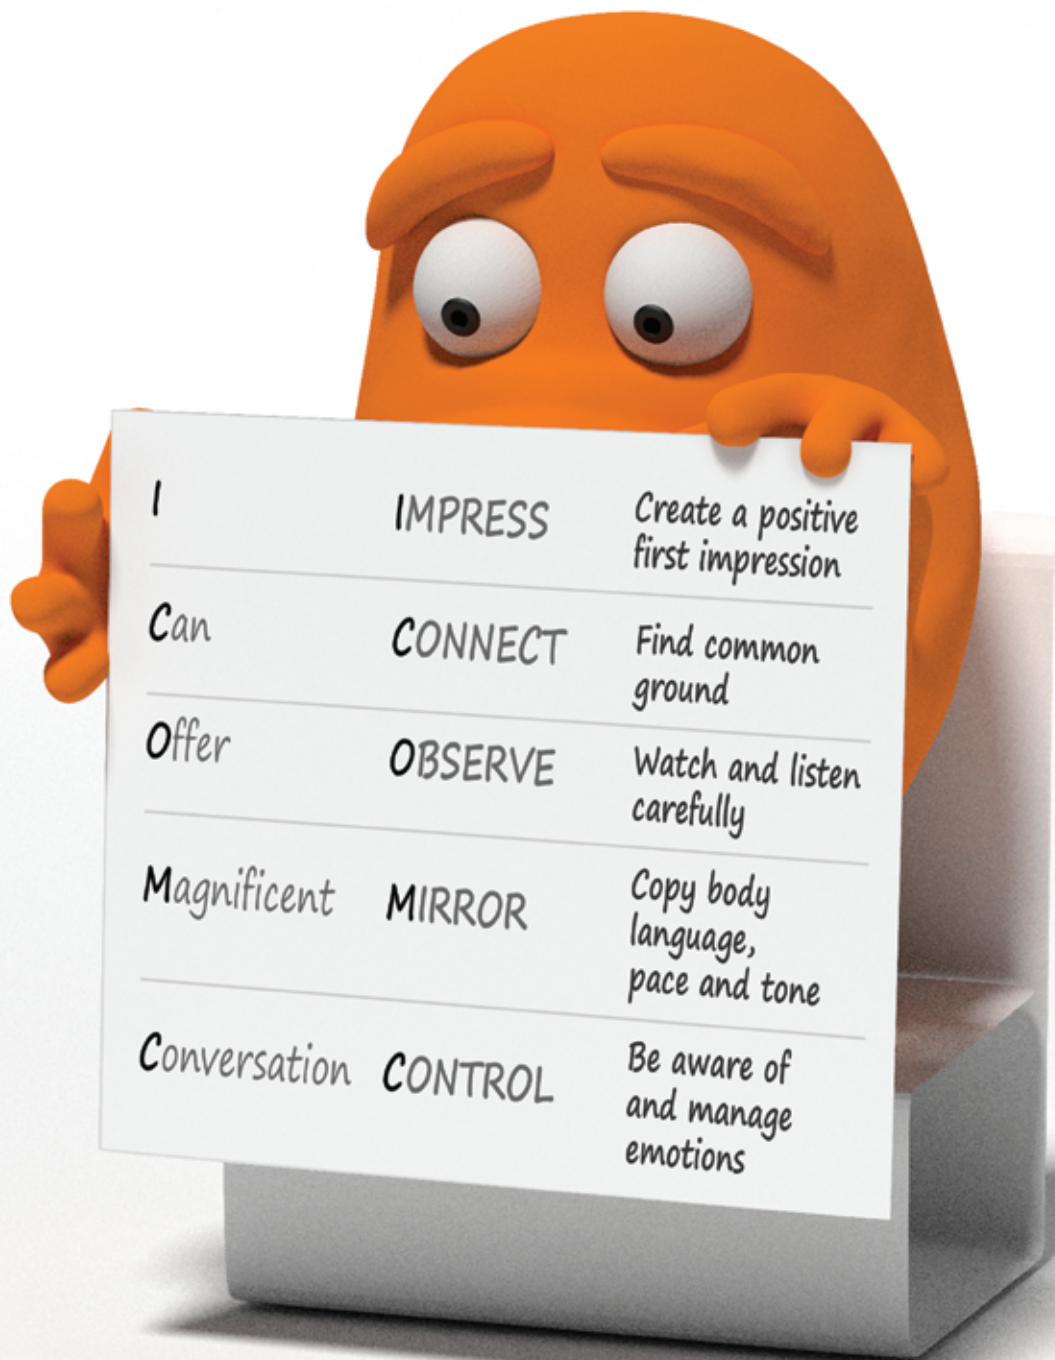 I IMPRESS Create a positive
first impression
Can CONNECT Find common
ground
Offer OBSERVE Watch and listen
carefully
Magnificent MIRROR Copy body
language,
pace and tone
Conversation CONTROL Be aware of
and manage
emotions